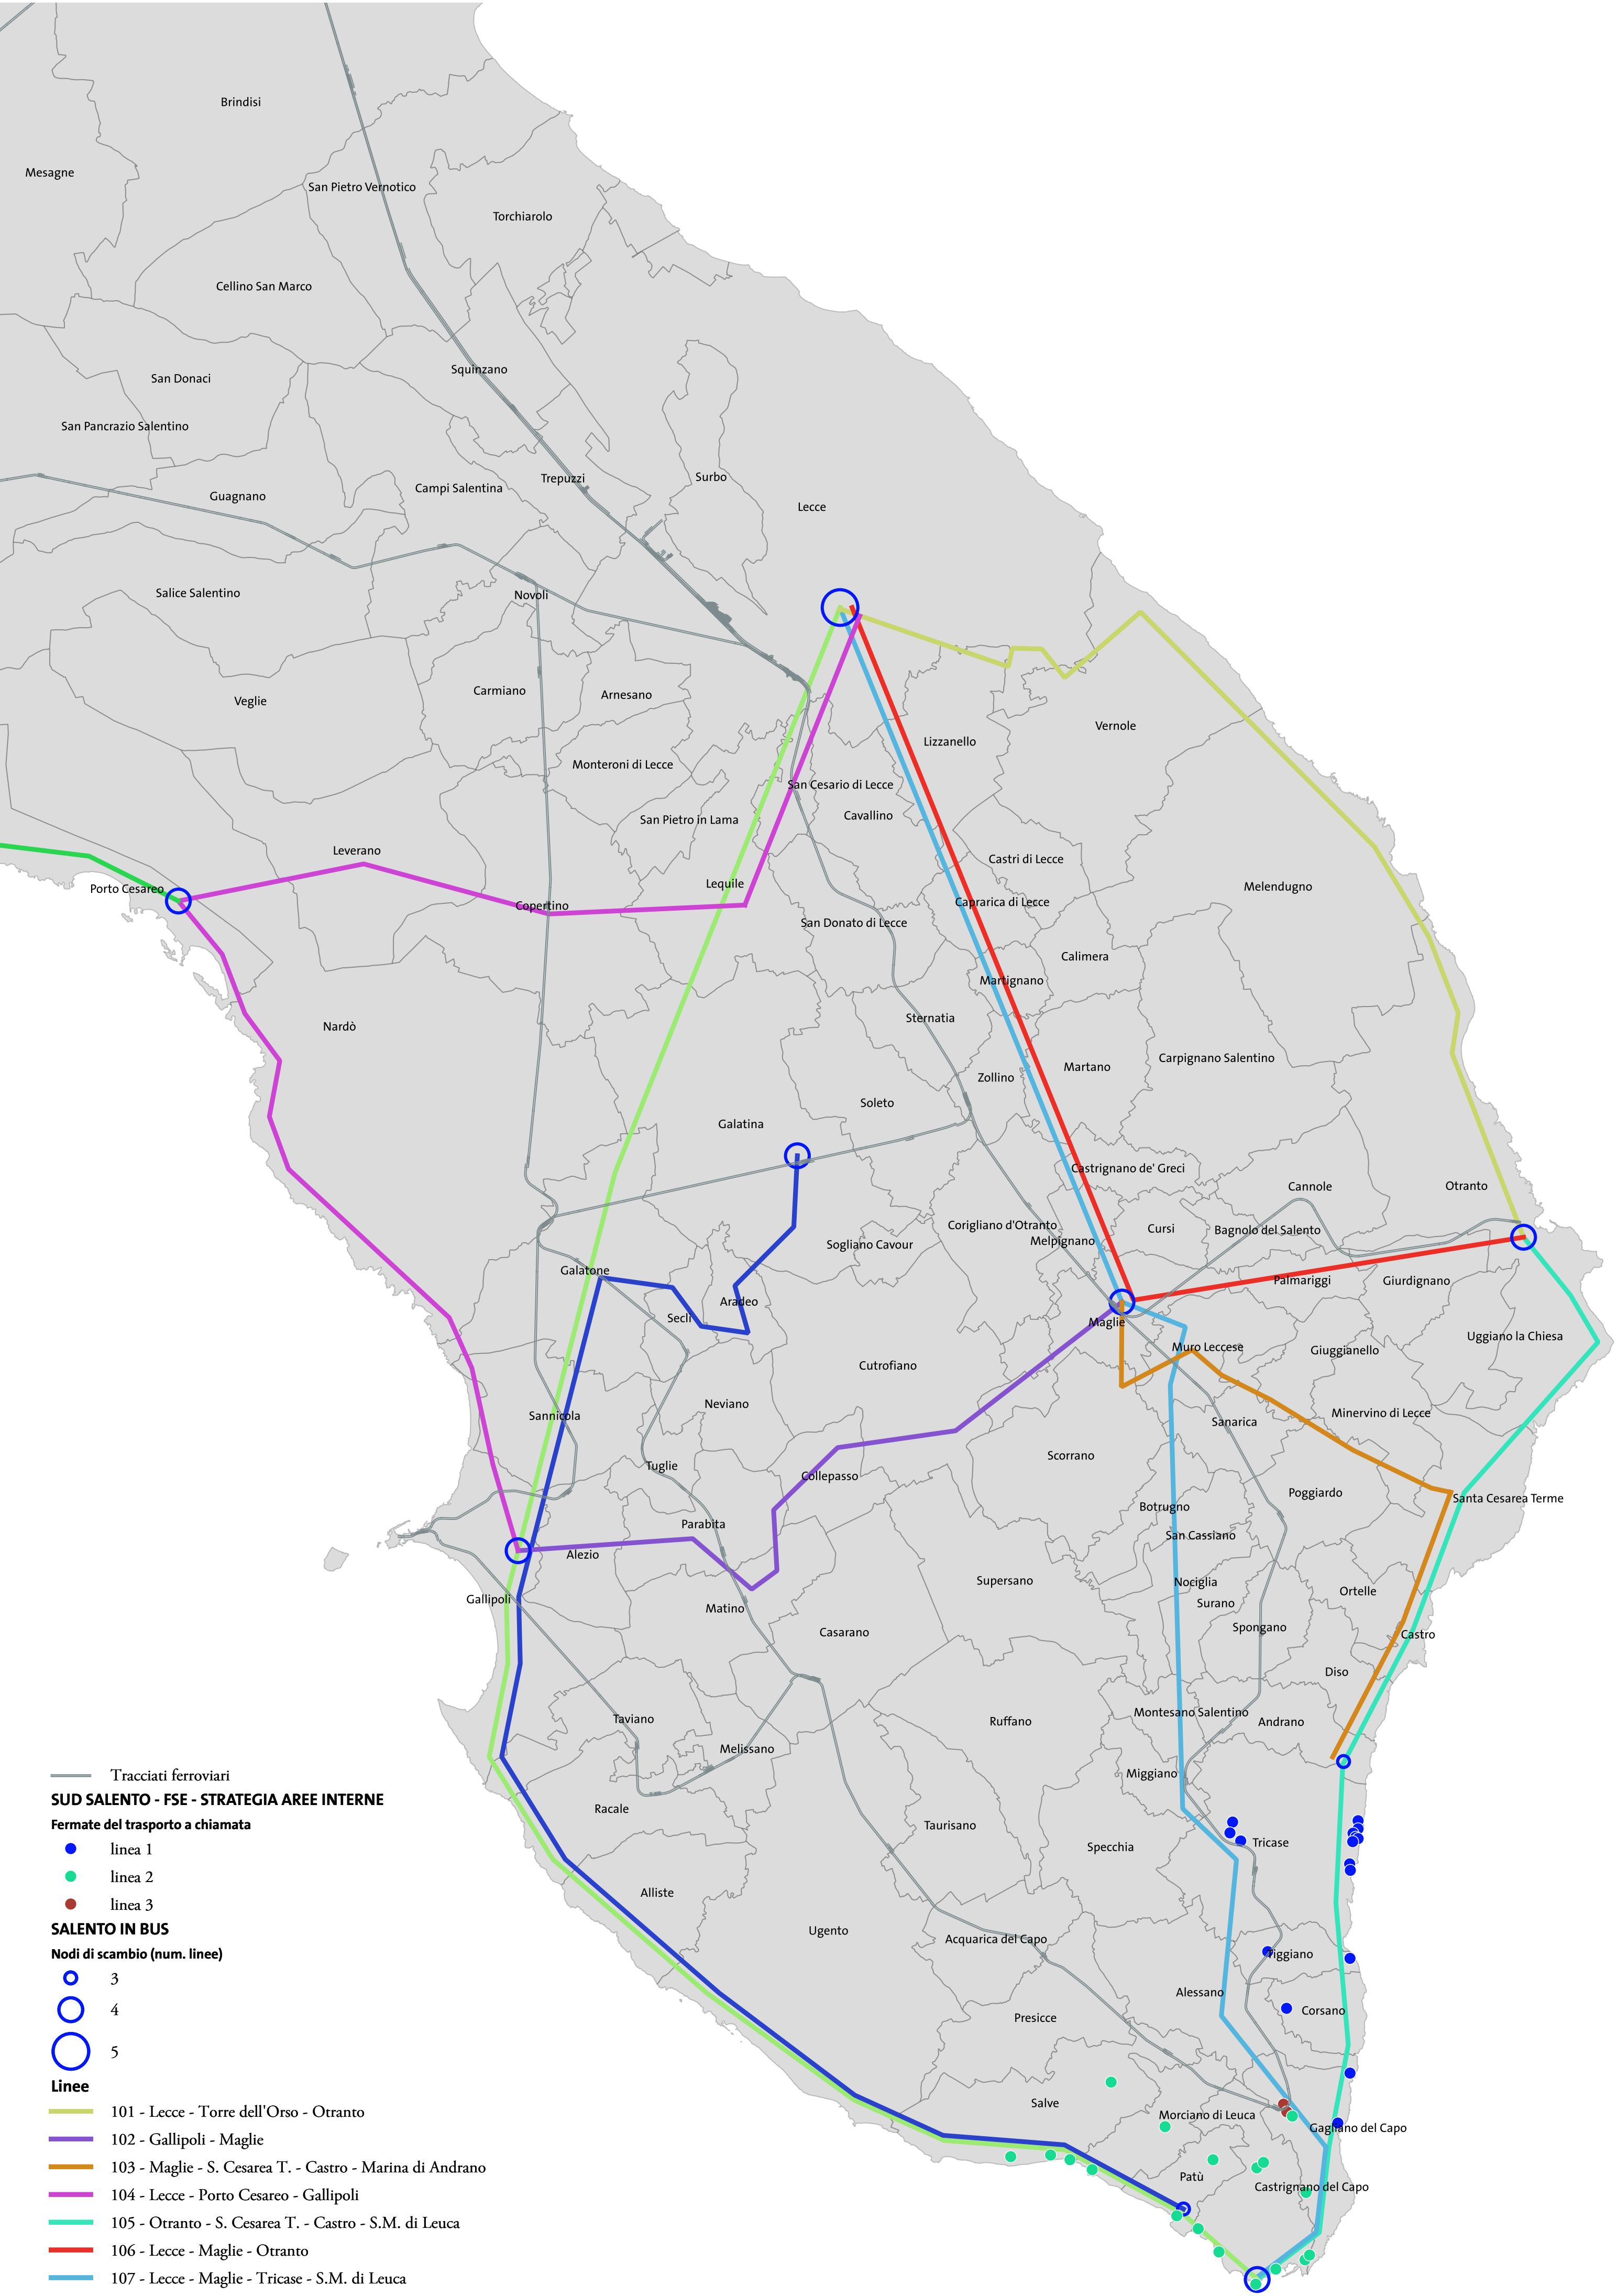 Brindisi
Mesagne
San Pietro Vernotico
Torchiarolo
Cellino San Marco
Squinzano
San Donaci
San Pancrazio Salentino
Trepuzzi
Surbo
Campi Salentina
Guagnano
Lecce
Salice Salentino
Novoli
Carmiano
Arnesano
Veglie
Vernole
Lizzanello
Monteroni di Lecce
San Cesario di Lecce
Cavallino
San Pietro in Lama
Leverano
Castri di Lecce
Porto Cesareo
Lequile
Melendugno
Copertino
Caprarica di Lecce
San Donato di Lecce
Calimera
Martignano
Nardò
Sternatia
Carpignano Salentino
Martano
Zollino
Soleto
Galatina
Castrignano de' Greci
Cannole
Otranto
Corigliano d'Otranto
Cursi
Bagnolo del Salento
Melpignano
Sogliano Cavour
Galatone
Palmariggi
Giurdignano
Aradeo
Seclì
Maglie
Uggiano la Chiesa
Muro Leccese
Giuggianello
Cutrofiano
Neviano
Minervino di Lecce
Sannicola
Sanarica
Scorrano
Tuglie
Collepasso
Poggiardo
Santa Cesarea Terme
Botrugno
Parabita
San Cassiano
Alezio
Supersano
Nociglia
Ortelle
Gallipoli
Surano
Matino
Spongano
Casarano
Castro
Diso
Montesano Salentino
Taviano
Ruffano
Andrano
Melissano
Miggiano
Racale
Taurisano
Tricase
Specchia
Alliste
Ugento
Acquarica del Capo
Tiggiano
Alessano
Corsano
Presicce
Salve
Morciano di Leuca
Gagliano del Capo
Patù
Castrignano del Capo
Tracciati ferroviari
SUD SALENTO - FSE - STRATEGIA AREE INTERNE
Fermate del trasporto a chiamata
linea 1
linea 2
linea 3
SALENTO IN BUS
Nodi di scambio (num. linee)
3
4
5
Linee
101 - Lecce - Torre dell'Orso - Otranto
102 - Gallipoli - Maglie
103 - Maglie - S. Cesarea T. - Castro - Marina di Andrano
104 - Lecce - Porto Cesareo - Gallipoli
105 - Otranto - S. Cesarea T. - Castro - S.M. di Leuca
106 - Lecce - Maglie - Otranto
107 - Lecce - Maglie - Tricase - S.M. di Leuca